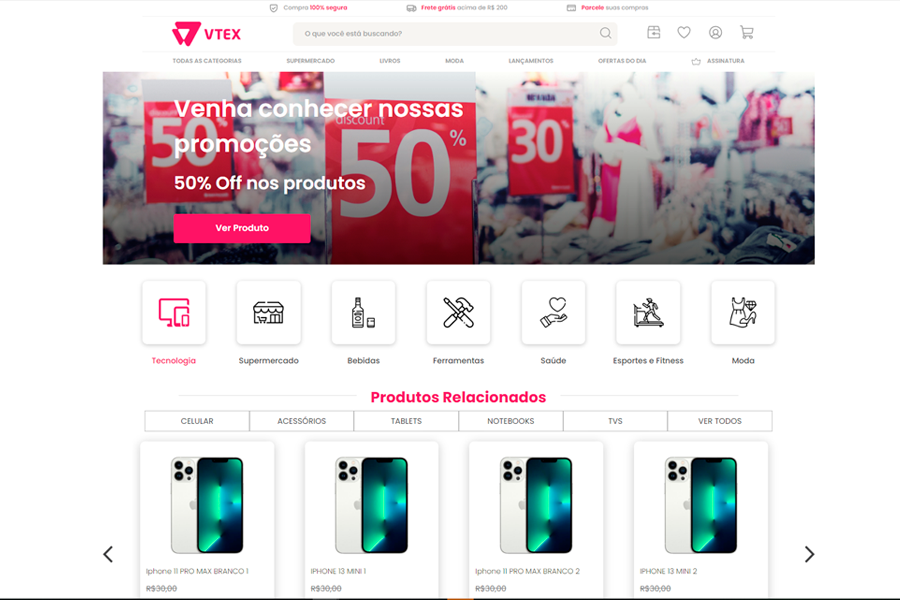 Compra 100% segura
Frete grátis acima de R$ 200
Parcele suas compras
VTEX
O que você está buscando?
TODAS AS CATEGORIAS
SUPERMERCADO
LIVROS
MODA
LANÇAMENTOS
OFERTAS DO DIA
ASSINATURA
Venha conhecer nossas
promoções
50% Off nos produtos
Ver Produto
discount
50%
discount
50%
30%
Tecnologia
Supermercado
Bebidas
Ferramentas
Saúde
Esportes e Fitness
Moda
Produtos Relacionados
CELULAR
ACESSÓRIOS
TABLETS
NOTEBOOKS
TVS
VER TODOS
Iphone 11 PRO MAX BRANCO 1
IPHONE 13 MINI 1
Iphone 11 PRO MAX BRANCO 2
IPHONE 13 MINI 2
R$30,00
R$30,00
R$30,00
R$30,00